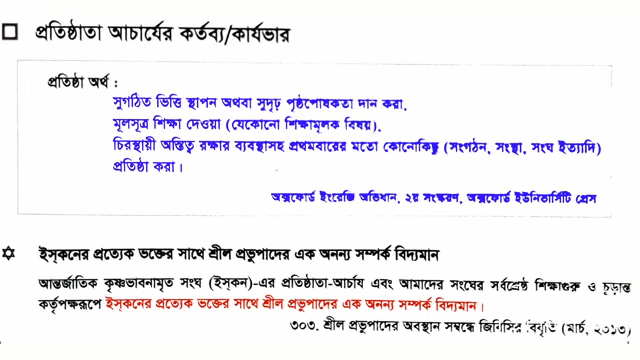 প্রতিষ্ঠাতা আচার্যের কর্তব্য/কার্যভার
প্রতিষ্ঠা অর্থ :
সুগঠিত ভিত্তি স্থাপন অথবা সুদৃঢ় পৃষ্ঠপোষকতা দান করা,
মূলসূত্র শিক্ষা দেওয়া (যেকোনো শিক্ষামূলক বিষয়),
চিরস্থায়ী অস্তিত্ব রক্ষার ব্যবস্থাসহ প্রথমবারের মতো কোনোকিছু (সংগঠন, সংস্থা, সংঘ ইত্যাদি)
প্রতিষ্ঠা করা।
অক্সফোর্ড ইংরেজি অভিধান, ২য় সংস্করণ, অক্সফোর্ড ইউনিভার্সিটি প্রেস
ইস্‌কনের প্রত্যেক ভক্তের সাথে শ্রীল প্রভুপাদের এক অনন্য সম্পর্ক বিদ্যমান
আন্তর্জাতিক কৃষ্ণভাবনামৃত সংঘ (ইস্‌কন)-এর প্রতিষ্ঠাতা-আচার্য এবং আমাদের সংঘের সর্বশ্রেষ্ঠ শিক্ষাগুরু ও চূড়ান্ত
কর্তৃপক্ষরূপে ইস্‌কনের প্রত্যেক ভক্তের সাথে শ্রীল প্রভুপাদের এক অনন্য সম্পর্ক বিদ্যমান।
৩০৩. শ্রীল প্রভুপাদের অবস্থান সম্বন্ধে জিবিসির বিবৃতি (মার্চ, ২০১৩)